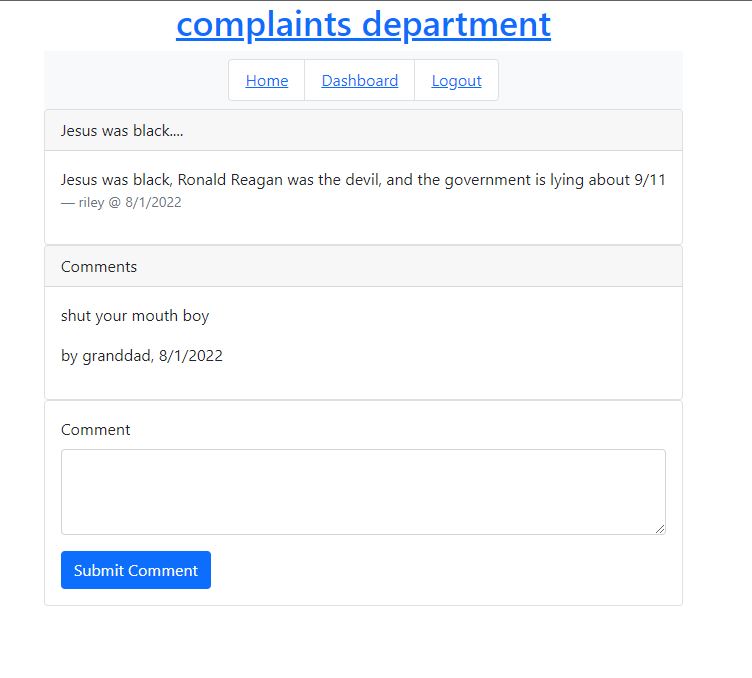 complaints department
Home Dashboard Logout
Jesus was black....
Jesus was black, Ronald Reagan was the devil, and the government is lying about 9/11
— riley @ 8/1/2022
Comments
shut your mouth boy
by granddad, 8/1/2022
Comment
Submit Comment